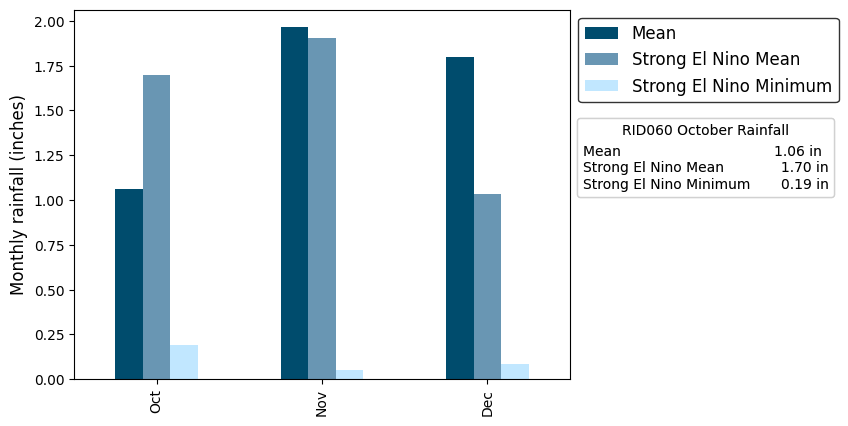 Monthly rainfall (inches)
2.00
1.75
1.50
1.25
1.00
0.75
0.50
0.25
0.00
Oct
Nov
Dec
Mean
Strong El Nino Mean
Strong El Nino Minimum
RID060 October Rainfall
Mean 1.06 in
Strong El Nino Mean 1.70 in
Strong El Nino Minimum 0.19 in